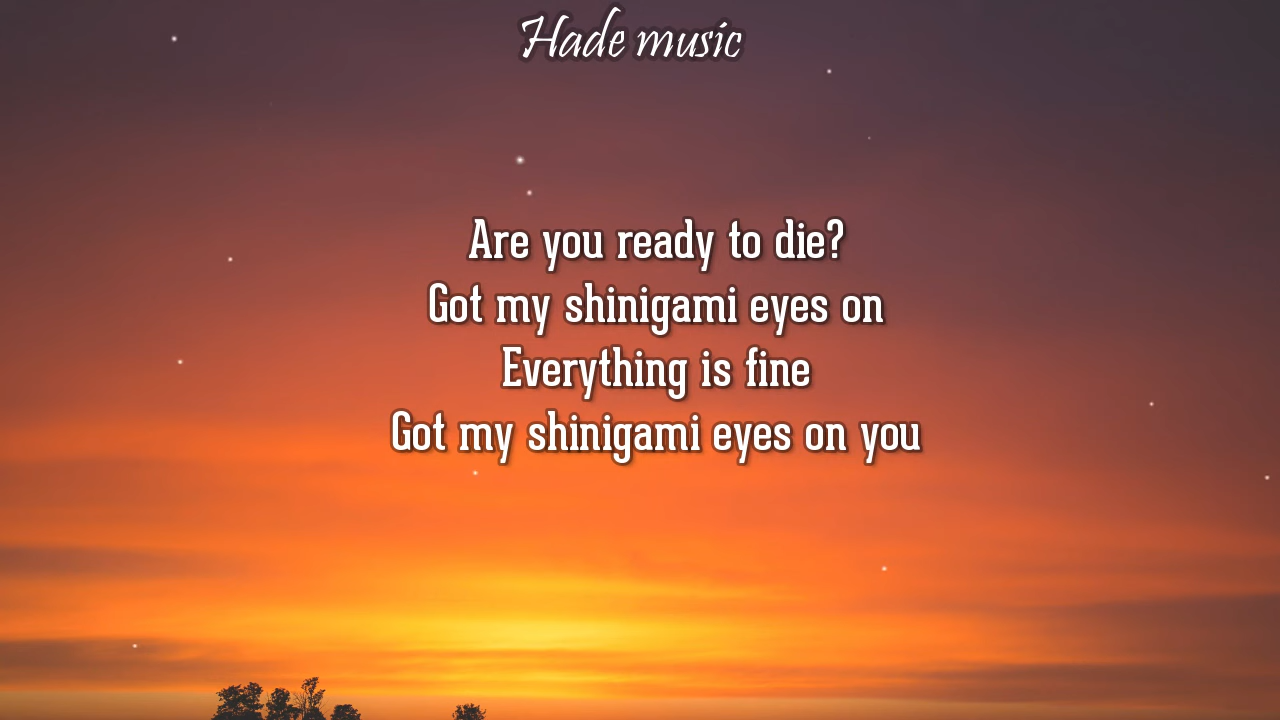 Hade music
Are you ready to die?
Got my shinigami eyes on
Everything is fine
Got my shinigami eyes on you